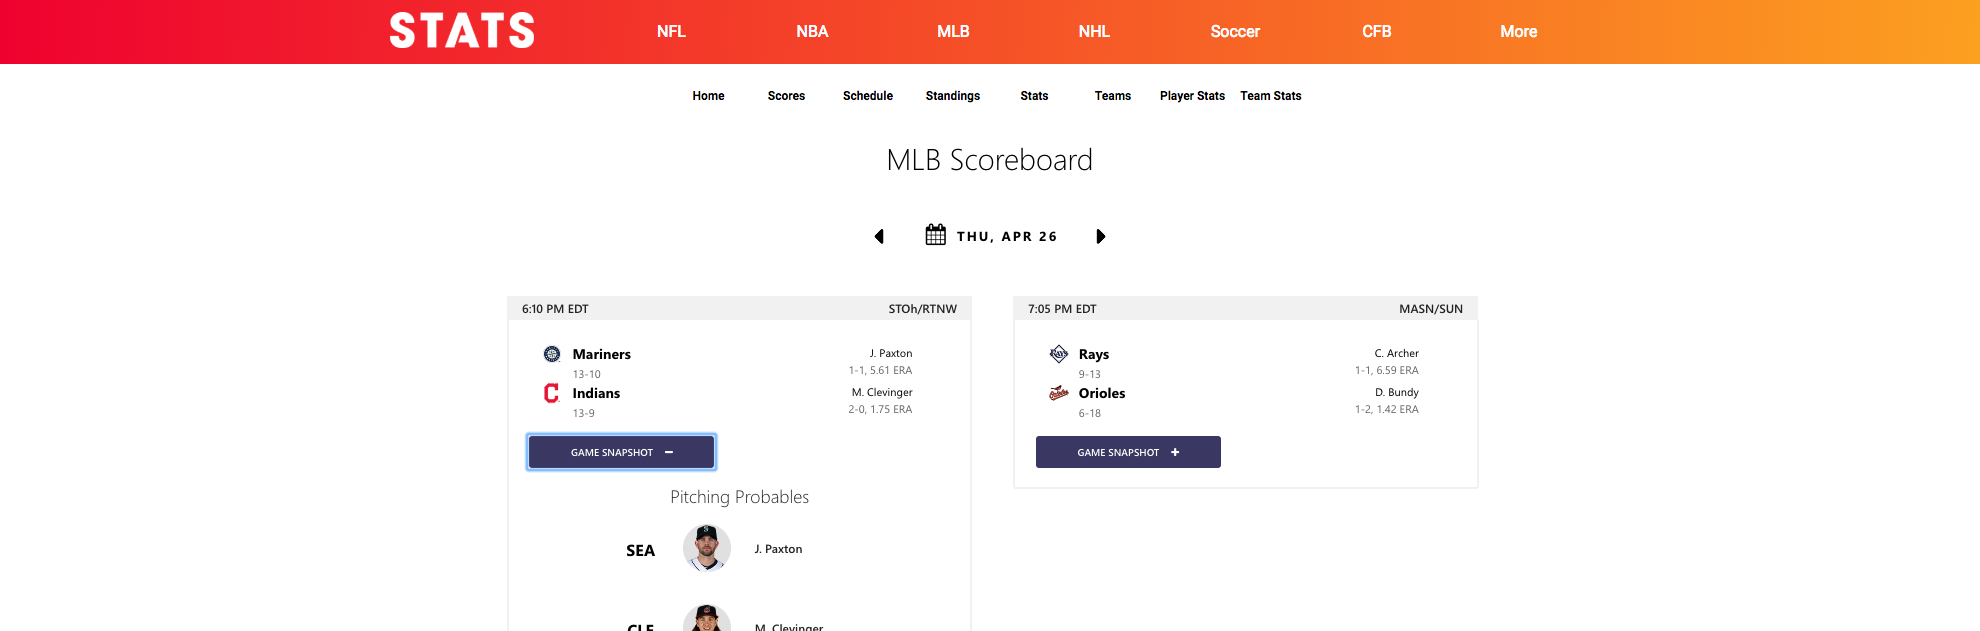 STATS NFL NBA MLB NHL Soccer CFB More
Home Scores Schedule Standings Stats Teams Player Stats Team Stats
MLB Scoreboard
THU, APR 26
6:10 PM EDT STOh/RTNW
Mariners J. Paxton
13-10 1-1, 5.61 ERA
Indians M. Clevinger
13-9 2-0, 1.75 ERA
GAME SNAPSHOT −
Pitching Probables
SEA J. Paxton
CLE M. Clevinger
7:05 PM EDT MASN/SUN
Rays C. Archer
9-13 1-1, 6.59 ERA
Orioles D. Bundy
6-18 1-2, 1.42 ERA
GAME SNAPSHOT +